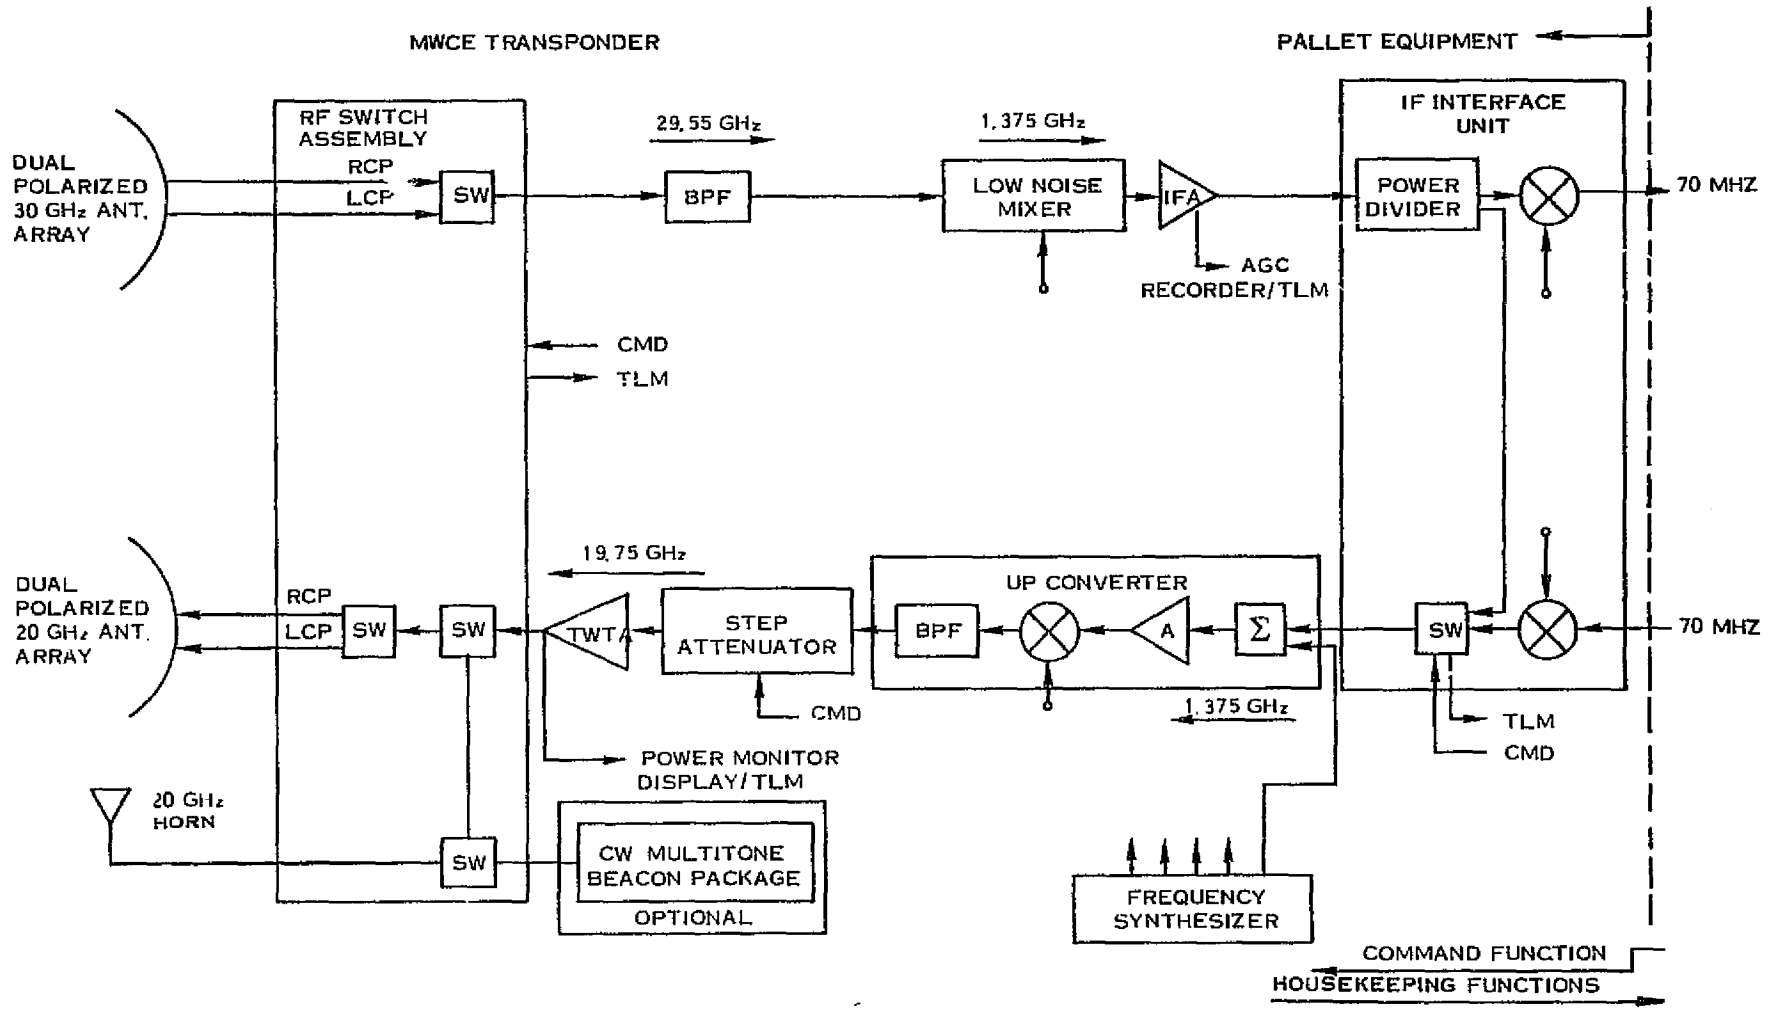 MWCE TRANSPONDER
PALLET EQUIPMENT
RF SWITCH
ASSEMBLY
29.55 GHz
1.375 GHz
IF INTERFACE
UNIT
DUAL
POLARIZED
30 GHz ANT.
ARRAY
RCP
LCP
SW
BPF
LOW NOISE
MIXER
IFA
POWER
DIVIDER
70 MHZ
AGC
RECORDER/TLM
CMD
TLM
19.75 GHz
DUAL
POLARIZED
20 GHz ANT.
ARRAY
RCP
LCP
SW
SW
TWTA
STEP
ATTENUATOR
UP CONVERTER
BPF
A
Σ
SW
70 MHZ
CMD
1.375 GHz
TLM
CMD
POWER MONITOR
DISPLAY/TLM
20 GHz
HORN
SW
CW MULTITONE
BEACON PACKAGE
OPTIONAL
FREQUENCY
SYNTHESIZER
COMMAND FUNCTION
HOUSEKEEPING FUNCTIONS